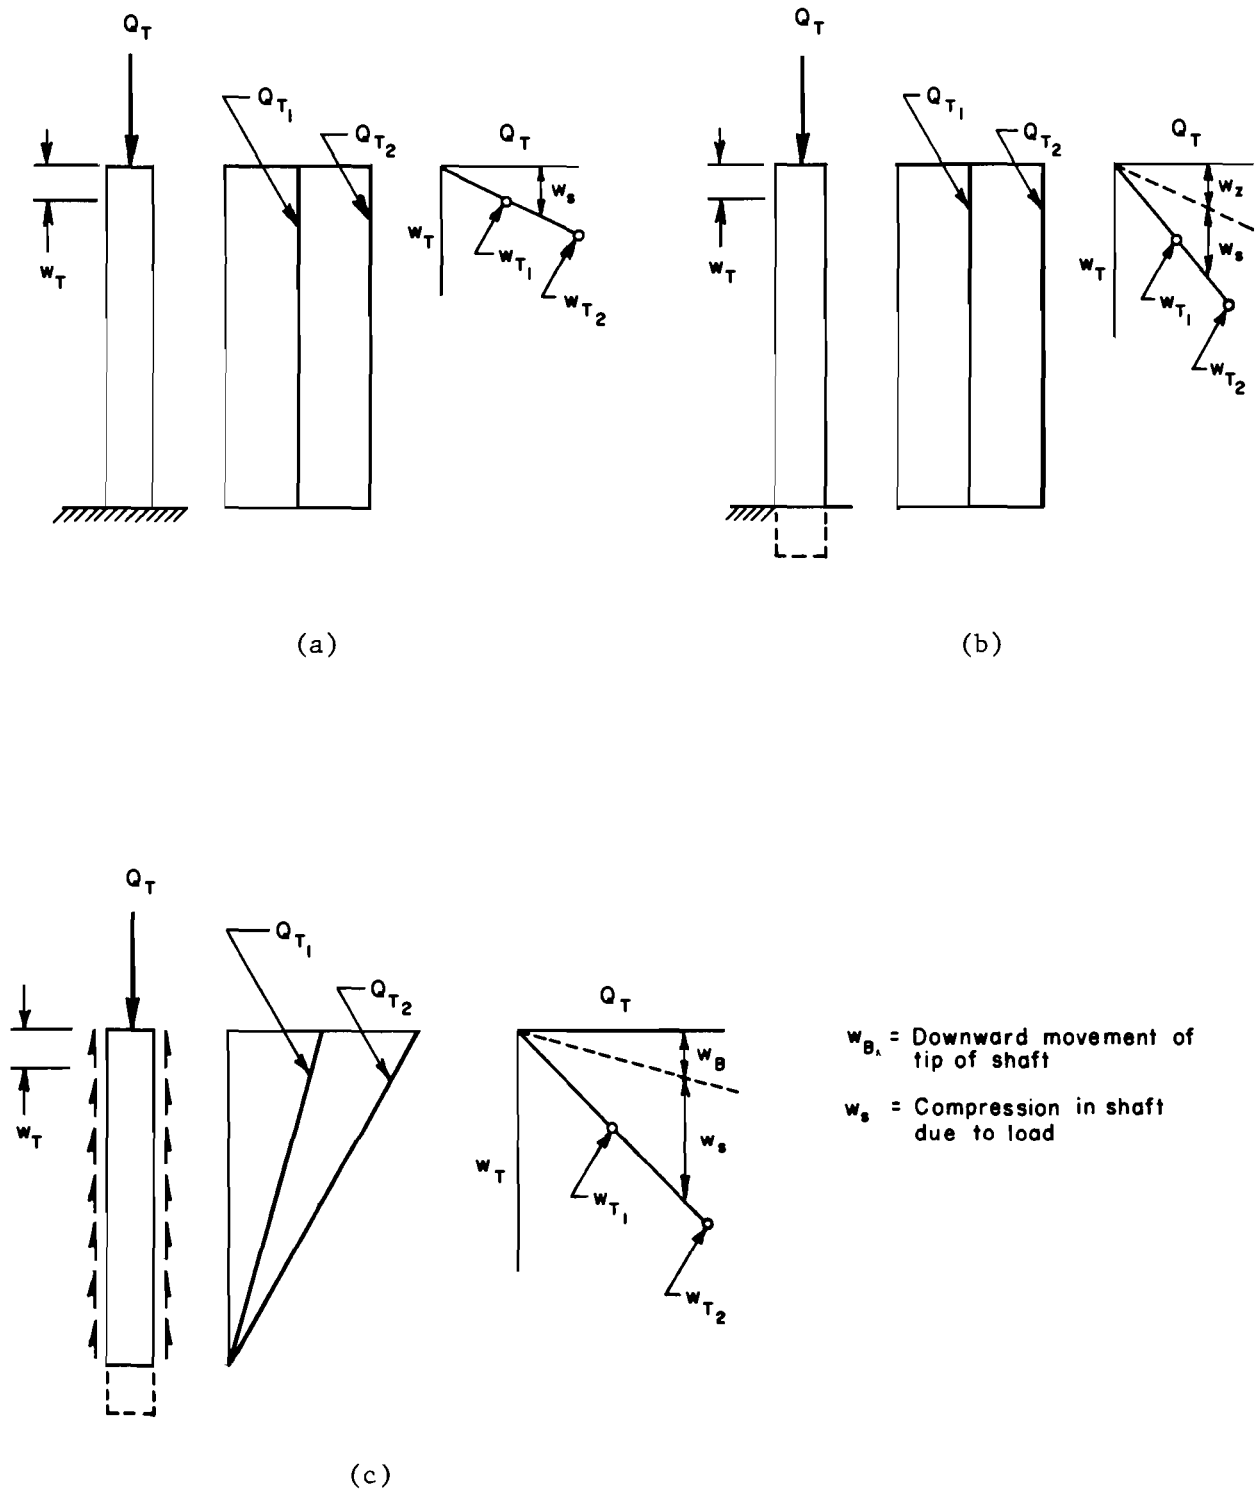 Q_T
Q_T1
Q_T2
Q_T
w_s
w_T
w_T
w_T1
w_T2
(a)
Q_T
Q_T1
Q_T2
Q_T
w_z
w_s
w_T
w_T
w_T1
w_T2
(b)
Q_T
Q_T1
Q_T2
Q_T
w_B
w_s
w_T
w_T
w_T1
w_T2
(c)
w_B = Downward movement of
tip of shaft
w_s = Compression in shaft
due to load